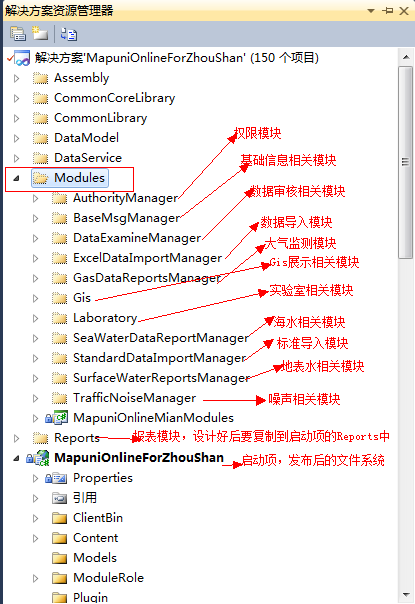 解决方案资源管理器
解决方案'MapuniOnlineForZhouShan' (150 个项目)
Assembly
CommonCoreLibrary
CommonLibrary
DataModel
DataService
Modules
权限模块
AuthorityManager
基础信息相关模块
BaseMsgManager
数据审核相关模块
DataExamineManager
数据导入模块
ExcelDataImportManager
大气监测模块
GasDataReportsManager
Gis展示相关模块
Gis
实验室相关模块
Laboratory
海水相关模块
SeaWaterDataReportManager
标准导入模块
StandardDataImportManager
地表水相关模块
SurfaceWaterReportsManager
TrafficNoiseManager
噪声相关模块
MapuniOnlineMianModules
Reports
报表模块，设计好后要复制到启动项的Reports中
MapuniOnlineForZhouShan
启动项，发布后的文件系统
Properties
引用
ClientBin
Content
Models
ModuleRole
Plugin